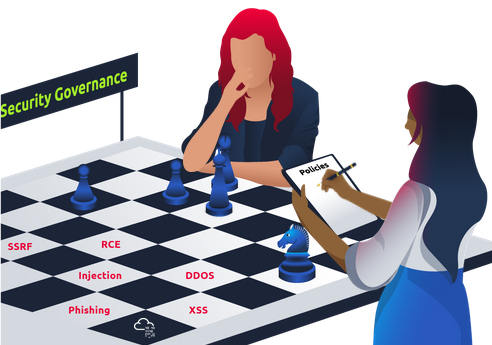 Security Governance
Policies
SSRF
RCE
Injection
DDOS
Phishing
XSS